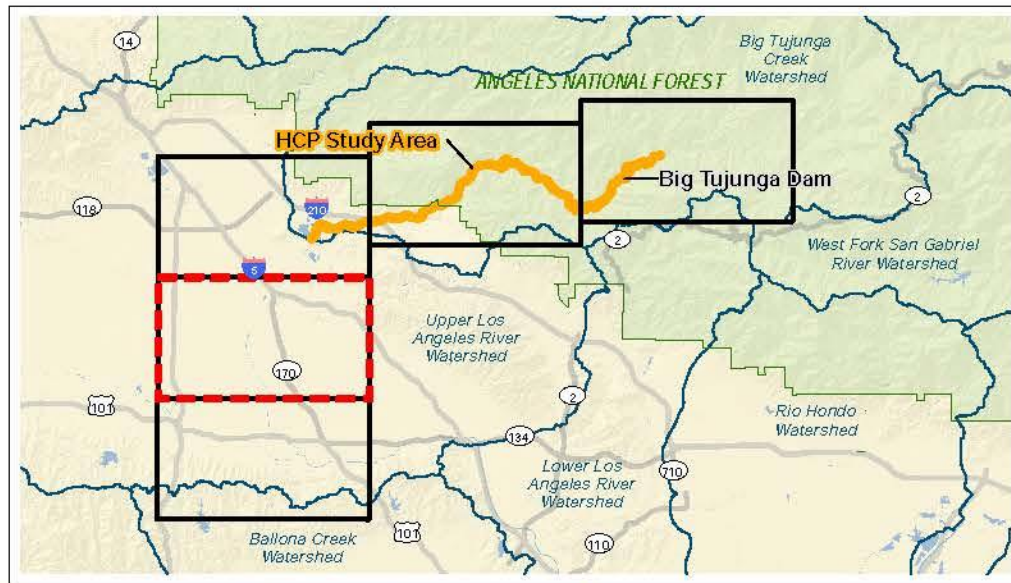 14
Big Tujunga
Creek
Watershed
ANGELES NATIONAL FOREST
HCP Study Area
Big Tujunga Dam
118
210
2
2
West Fork San Gabriel
River Watershed
5
Upper Los
Angeles River
Watershed
170
2
101
Rio Hondo
Watershed
134
Lower Los
Angeles River
Watershed
710
Ballona Creek
Watershed
101
110